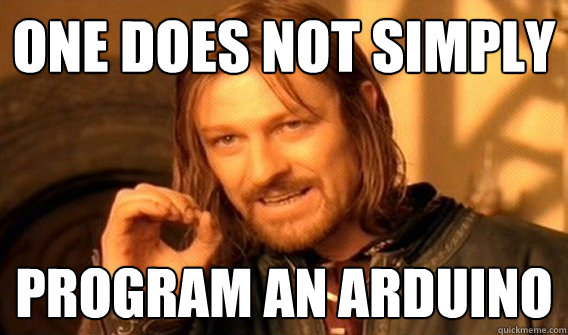 ONE DOES NOT SIMPLY
PROGRAM AN ARDUINO
quickmeme.com